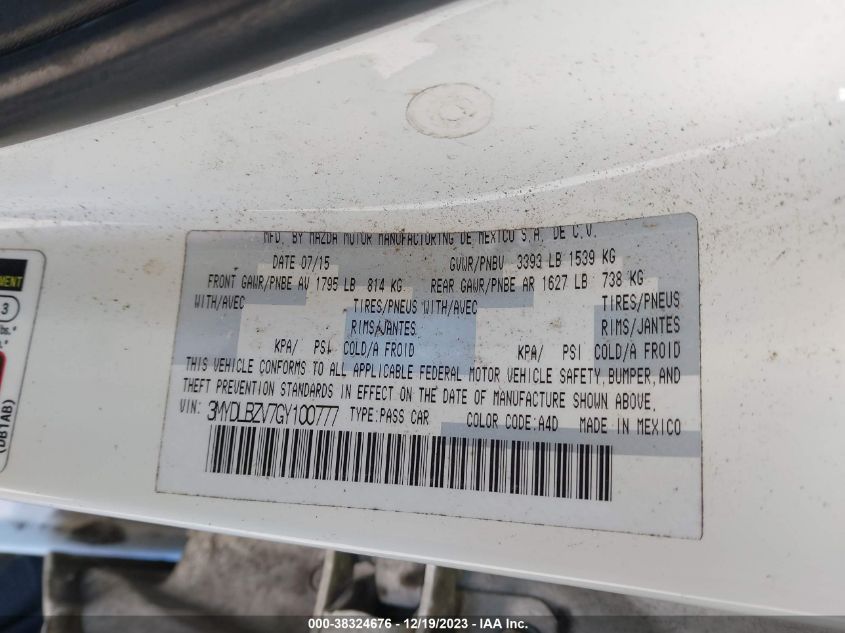 MFD. BY MAZDA MOTOR MANUFACTURING DE MEXICO S.A. DE C.V.
DATE 07/15 GVWR/PNBV 3393 LB 1539 KG
FRONT GAWR/PNBE AV 1795 LB 814 KG REAR GAWR/PNBE AR 1627 LB 738 KG
WITH/AVEC TIRES/PNEUS WITH/AVEC TIRES/PNEUS
RIMS/JANTES RIMS/JANTES
KPA/ PSI COLD/A FROID KPA/ PSI COLD/A FROID
THIS VEHICLE CONFORMS TO ALL APPLICABLE FEDERAL MOTOR VEHICLE SAFETY, BUMPER, AND
THEFT PREVENTION STANDARDS IN EFFECT ON THE DATE OF MANUFACTURE SHOWN ABOVE.
VIN: 3MYDLBZV7GY100777 TYPE:PASS CAR COLOR CODE:A4D MADE IN MEXICO
3
lbs.
(DB1AB)
000-38324676 - 12/19/2023 - IAA, Inc.